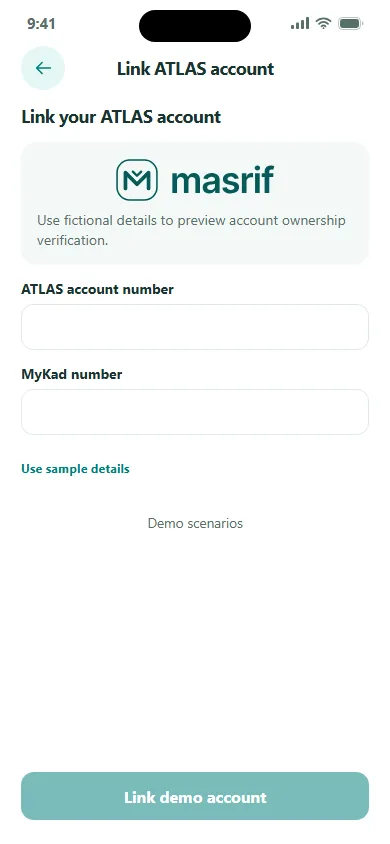 9:41
Link ATLAS account
Link your ATLAS account
masrif
Use fictional details to preview account ownership
verification.
ATLAS account number
MyKad number
Use sample details
Demo scenarios
Link demo account